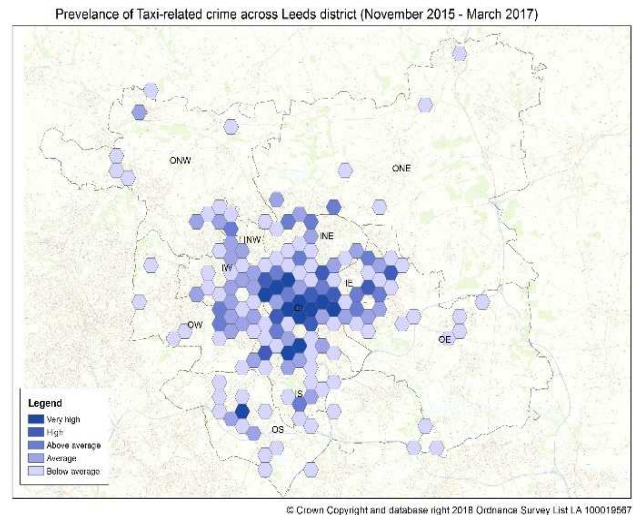 Prevelance of Taxi-related crime across Leeds district (November 2015 - March 2017)
ONW
ONE
INW
INE
IW
IE
OW
OE
IS
OS
Legend
Very high
High
Above average
Average
Below average
© Crown Copyright and database right 2018 Ordnance Survey List LA 100019567